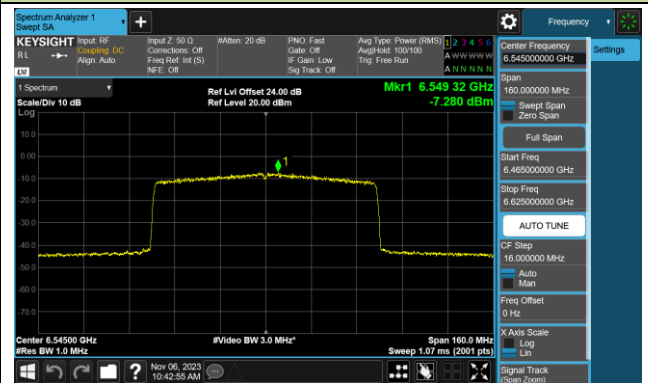 Spectrum Analyzer 1
Swept SA
Frequency
KEYSIGHT
Input: RF
Coupling: DC
Align: Auto
Input Z: 50 Ω
Corrections: Off
Freq Ref: Int (S)
NFE: Off
#Atten: 20 dB
PNO: Fast
Gate: Off
IF Gain: Low
Sig Track: Off
Avg Type: Power (RMS)
Avg|Hold: 100/100
Trig: Free Run
1 2 3 4 5 6
A W W W W W
A N N N N N
RL
LXI
1 Spectrum
Scale/Div 10 dB
Log
Ref Lvl Offset 24.00 dB
Ref Level 20.00 dBm
Mkr1 6.549 32 GHz
-7.280 dBm
1
10.0
0.00
-10.0
-20.0
-30.0
-40.0
-50.0
-60.0
-70.0
Center 6.54500 GHz
#Res BW 1.0 MHz
#Video BW 3.0 MHz*
Span 160.0 MHz
Sweep 1.07 ms (2001 pts)
Nov 06, 2023
10:42:55 AM
?
Center Frequency
6.545000000 GHz
Settings
Span
160.000000 MHz
Swept Span
Zero Span
Full Span
Start Freq
6.465000000 GHz
Stop Freq
6.625000000 GHz
AUTO TUNE
CF Step
16.000000 MHz
Auto
Man
Freq Offset
0 Hz
X Axis Scale
Log
Lin
Signal Track
(Span Zoom)